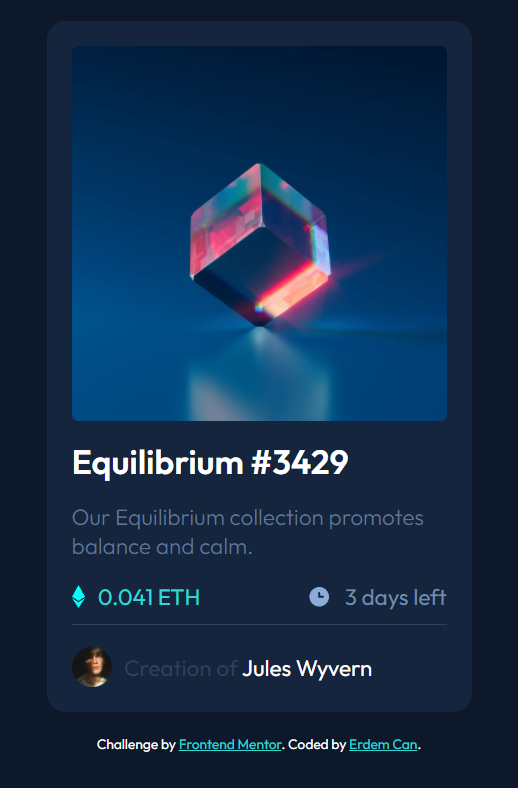 Equilibrium #3429
Our Equilibrium collection promotes
balance and calm.
0.041 ETH
3 days left
Creation of Jules Wyvern
Challenge by Frontend Mentor. Coded by Erdem Can.